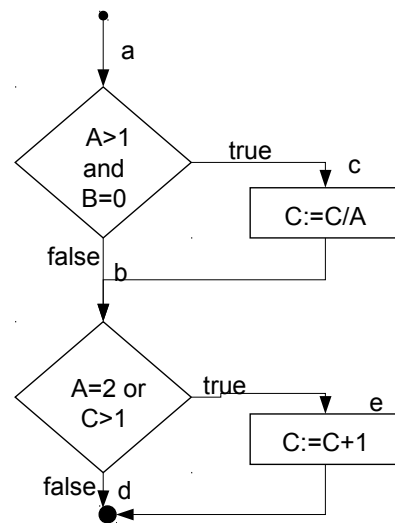 a
A>1
and
B=0
true
c
C:=C/A
false
b
A=2 or
C>1
true
e
C:=C+1
false
d